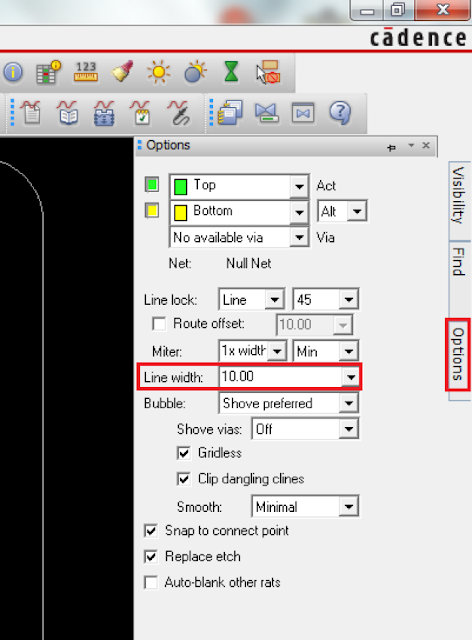 cādence
123
Options
Top Act
Bottom Alt
No available via Via
Net: Null Net
Line lock: Line 45
Route offset: 10.00
Miter: 1x width Min
Line width: 10.00
Bubble: Shove preferred
Shove vias: Off
Gridless
Clip dangling clines
Smooth: Minimal
Snap to connect point
Replace etch
Auto-blank other rats
Visibility
Find
Options